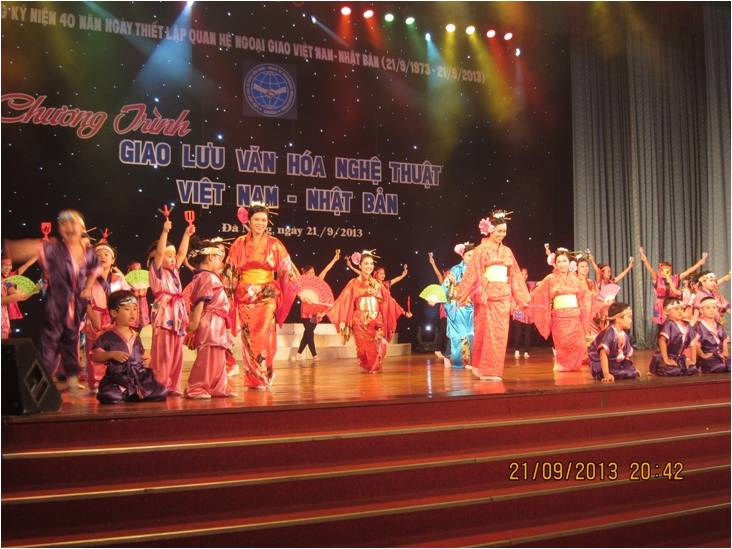 KỶ NIỆM 40 NĂM NGÀY THIẾT LẬP QUAN HỆ NGOẠI GIAO VIỆT NAM - NHẬT BẢN (21/9/1973 - 21/9/2013)
Chương Trình
GIAO LƯU VĂN HÓA NGHỆ THUẬT
VIỆT NAM - NHẬT BẢN
Đà Nẵng, ngày 21/9/2013
21/09/2013 20:42